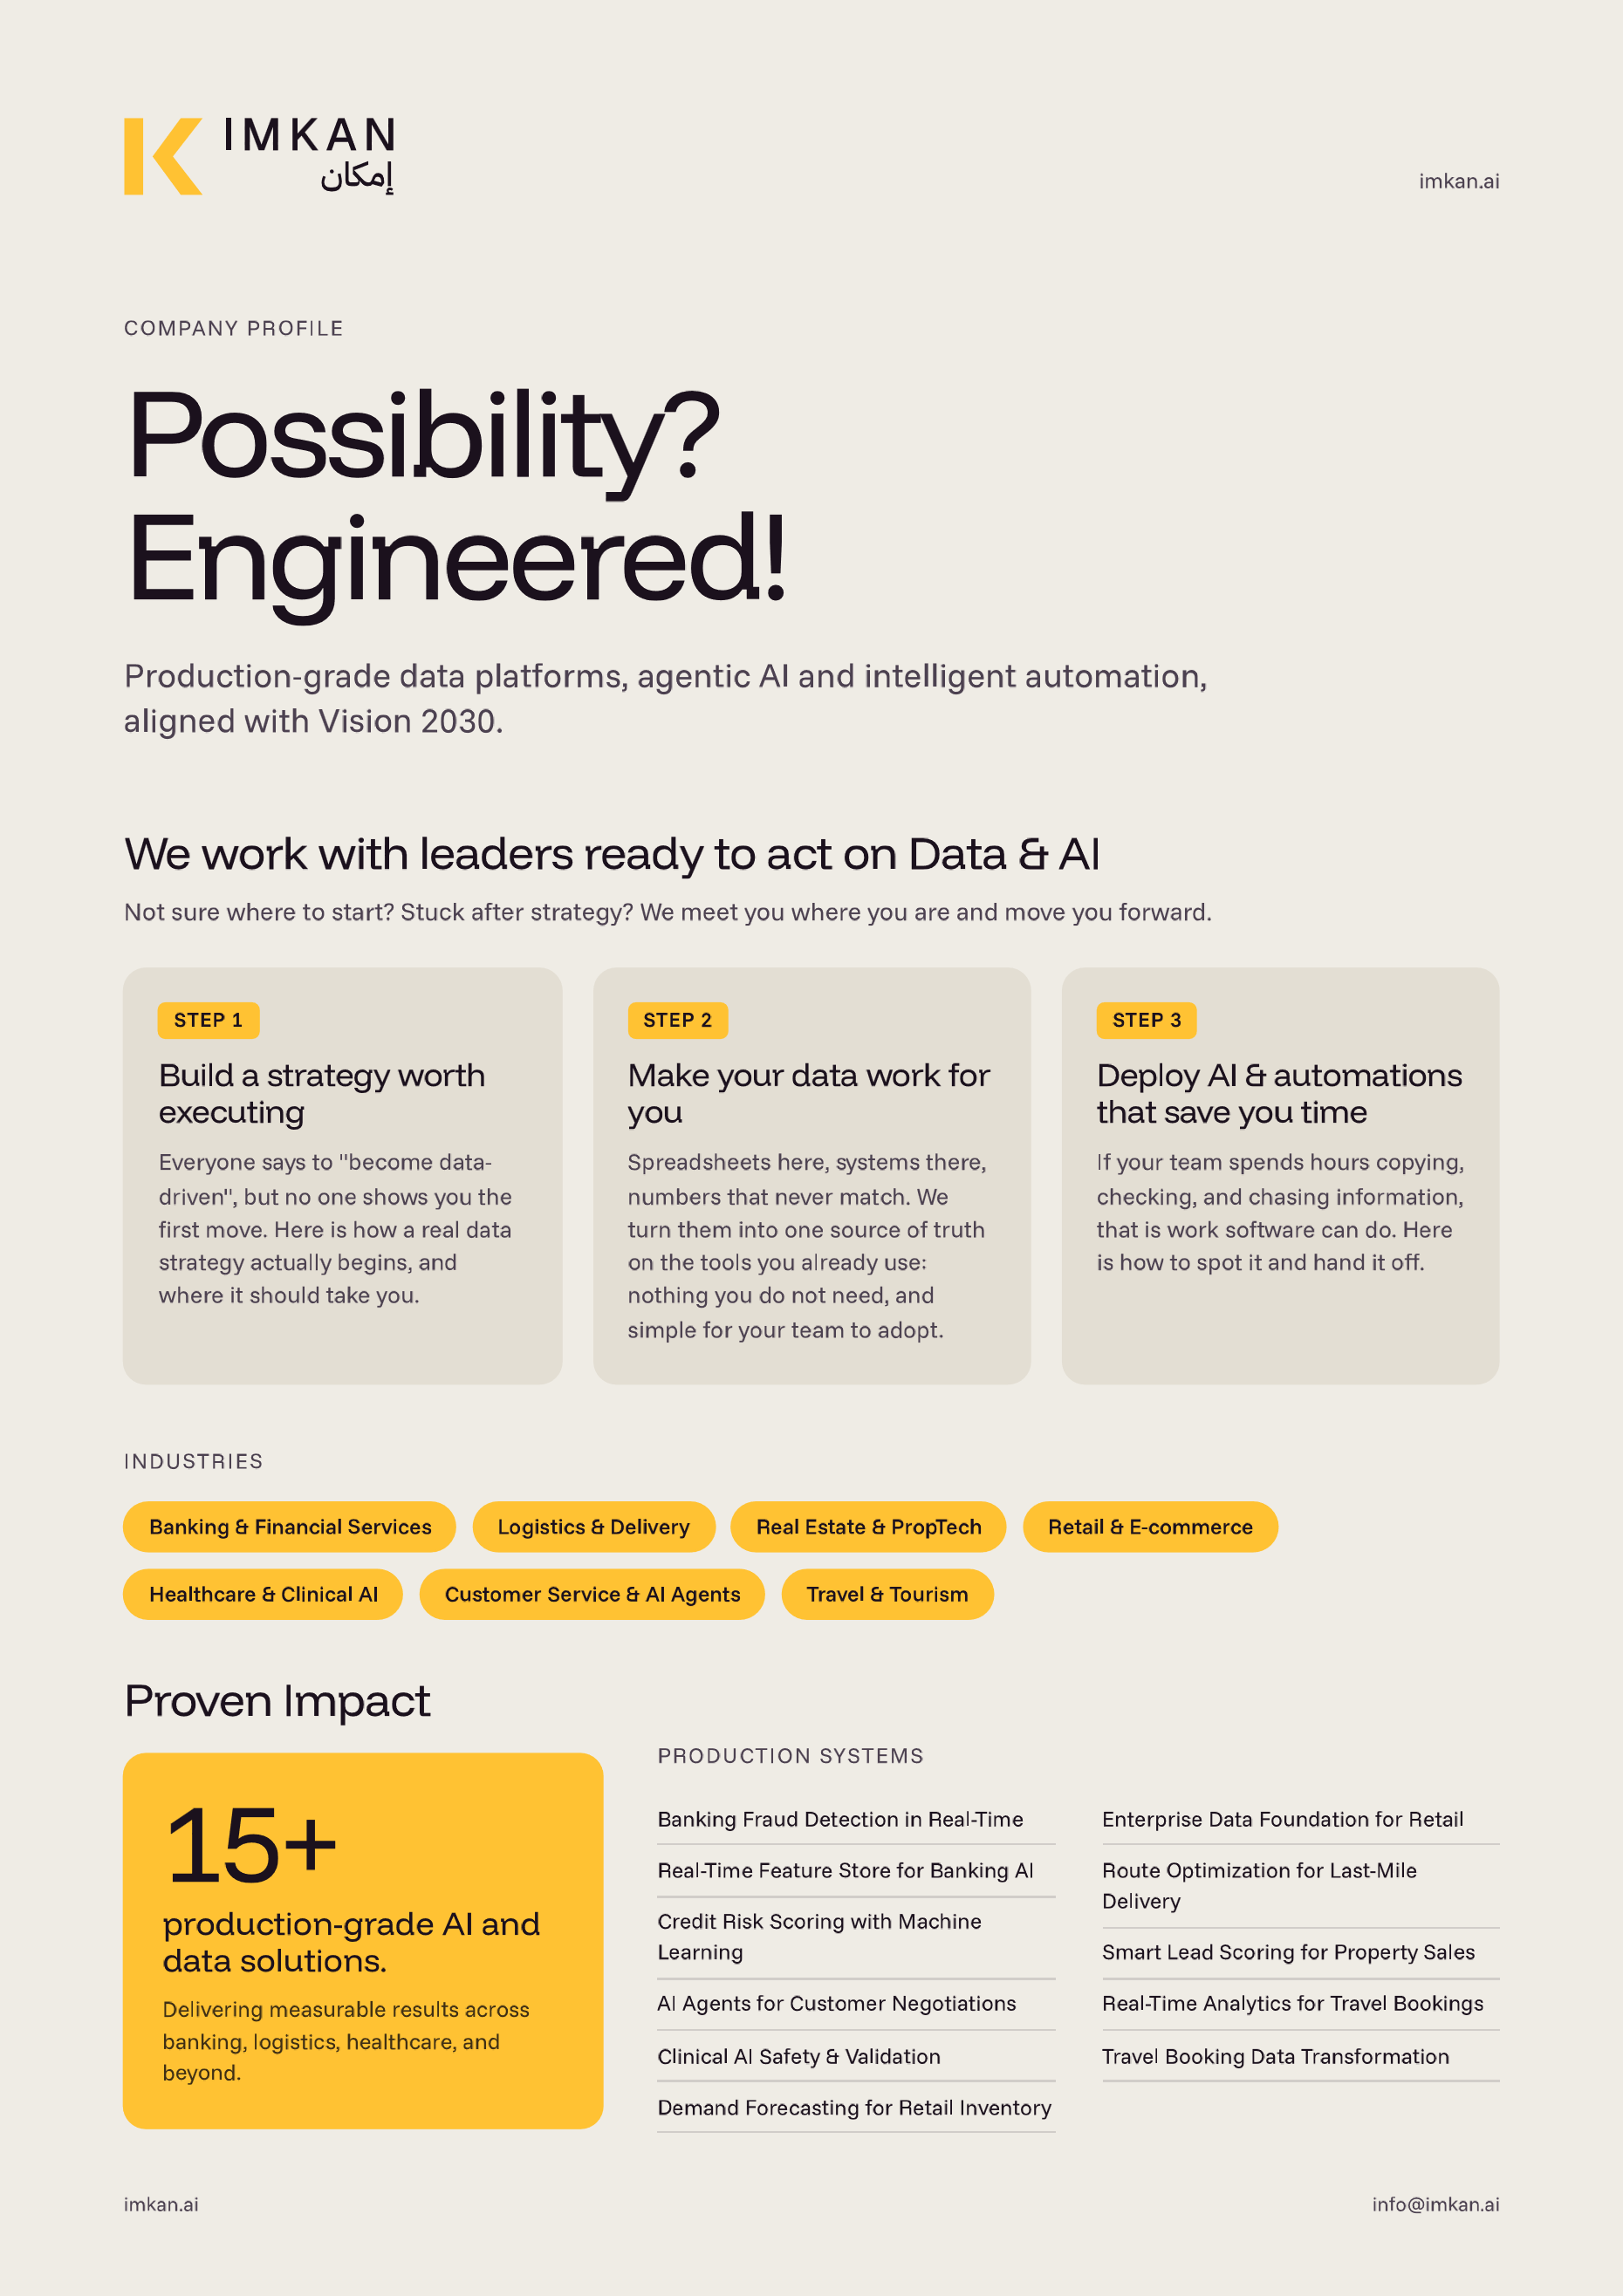 IMKAN
إمكان
imkan.ai
COMPANY PROFILE
Possibility?
Engineered!
Production-grade data platforms, agentic AI and intelligent automation,
aligned with Vision 2030.
We work with leaders ready to act on Data & AI
Not sure where to start? Stuck after strategy? We meet you where you are and move you forward.
STEP 1
Build a strategy worth
executing
Everyone says to "become data-
driven", but no one shows you the
first move. Here is how a real data
strategy actually begins, and
where it should take you.
STEP 2
Make your data work for
you
Spreadsheets here, systems there,
numbers that never match. We
turn them into one source of truth
on the tools you already use:
nothing you do not need, and
simple for your team to adopt.
STEP 3
Deploy AI & automations
that save you time
If your team spends hours copying,
checking, and chasing information,
that is work software can do. Here
is how to spot it and hand it off.
INDUSTRIES
Banking & Financial Services
Logistics & Delivery
Real Estate & PropTech
Retail & E-commerce
Healthcare & Clinical AI
Customer Service & AI Agents
Travel & Tourism
Proven Impact
15+
production-grade AI and
data solutions.
Delivering measurable results across
banking, logistics, healthcare, and
beyond.
PRODUCTION SYSTEMS
Banking Fraud Detection in Real-Time
Real-Time Feature Store for Banking AI
Credit Risk Scoring with Machine
Learning
AI Agents for Customer Negotiations
Clinical AI Safety & Validation
Demand Forecasting for Retail Inventory
Enterprise Data Foundation for Retail
Route Optimization for Last-Mile
Delivery
Smart Lead Scoring for Property Sales
Real-Time Analytics for Travel Bookings
Travel Booking Data Transformation
imkan.ai
info@imkan.ai